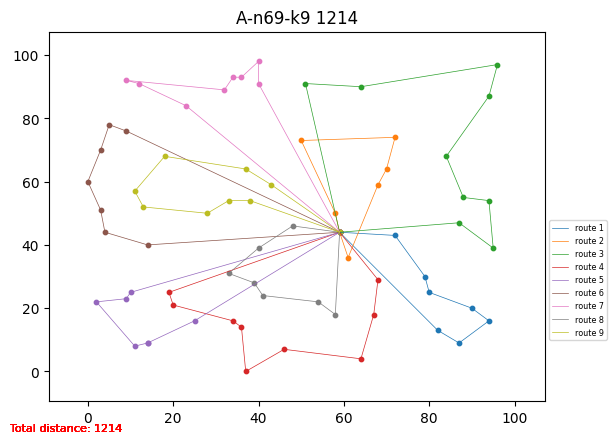 A-n69-k9 1214
100
80
60
40
20
0
0 20 40 60 80 100
route 1
route 2
route 3
route 4
route 5
route 6
route 7
route 8
route 9
Total distance: 1214